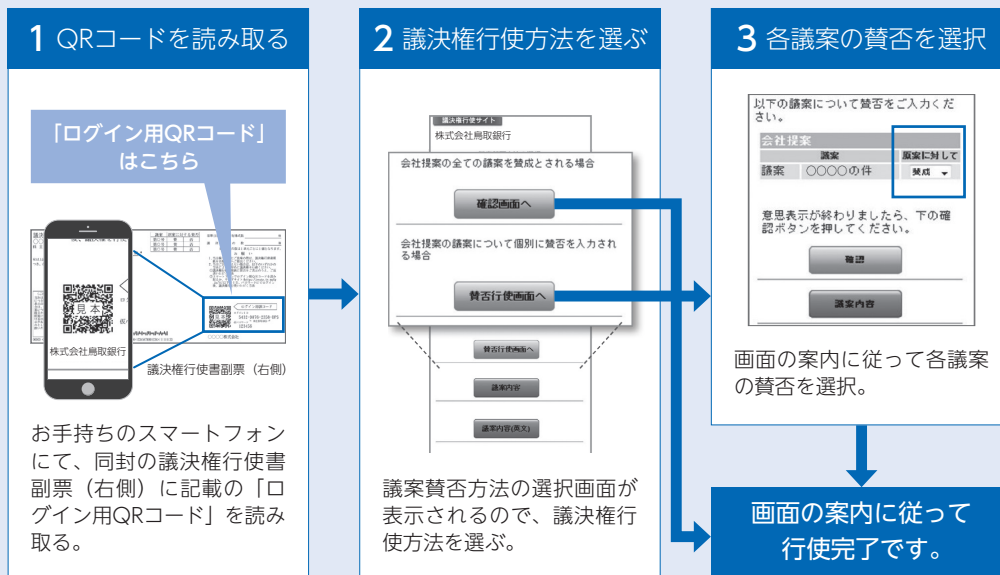 1 QRコードを読み取る
「ログイン用QRコード」
はこちら
見本
株式会社鳥取銀行
見本
ログイン用QRコード
○○○○株式会社
議決権行使書副票（右側）
お手持ちのスマートフォン
にて、同封の議決権行使書
副票（右側）に記載の「ロ
グイン用QRコード」を読み
取る。
2 議決権行使方法を選ぶ
議決権行使サイト
株式会社鳥取銀行
会社提案の全ての議案を賛成とされる場合
確認画面へ
会社提案の議案について個別に賛否を入力され
る場合
賛否行使画面へ
賛否行使画面へ
議案内容
議案内容(英文)
議案賛否方法の選択画面が
表示されるので、議決権行
使方法を選ぶ。
3 各議案の賛否を選択
以下の議案について賛否をご入力くだ
さい。
会社提案
議案 原案に対して
議案 ○○○○の件 賛成
意思表示が終わりましたら、下の確
認ボタンを押してください。
確認
議案内容
画面の案内に従って各議案
の賛否を選択。
画面の案内に従って
行使完了です。